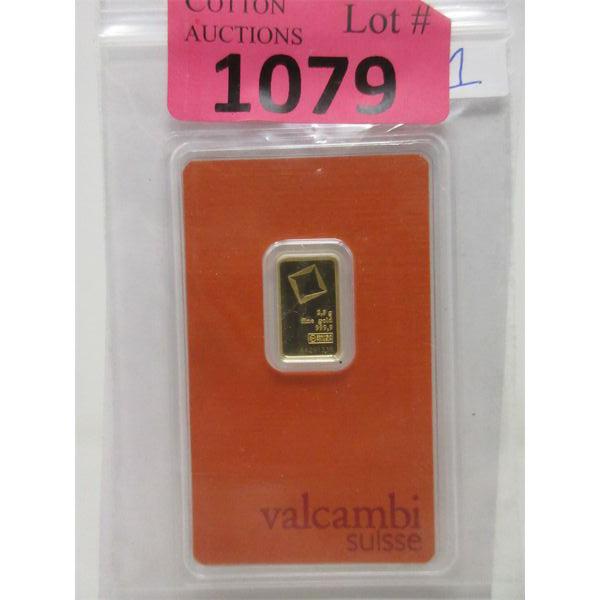 COTTON
AUCTIONS
Lot #
1079
1
2,5 g
fine gold
999,9
valcambi
suisse